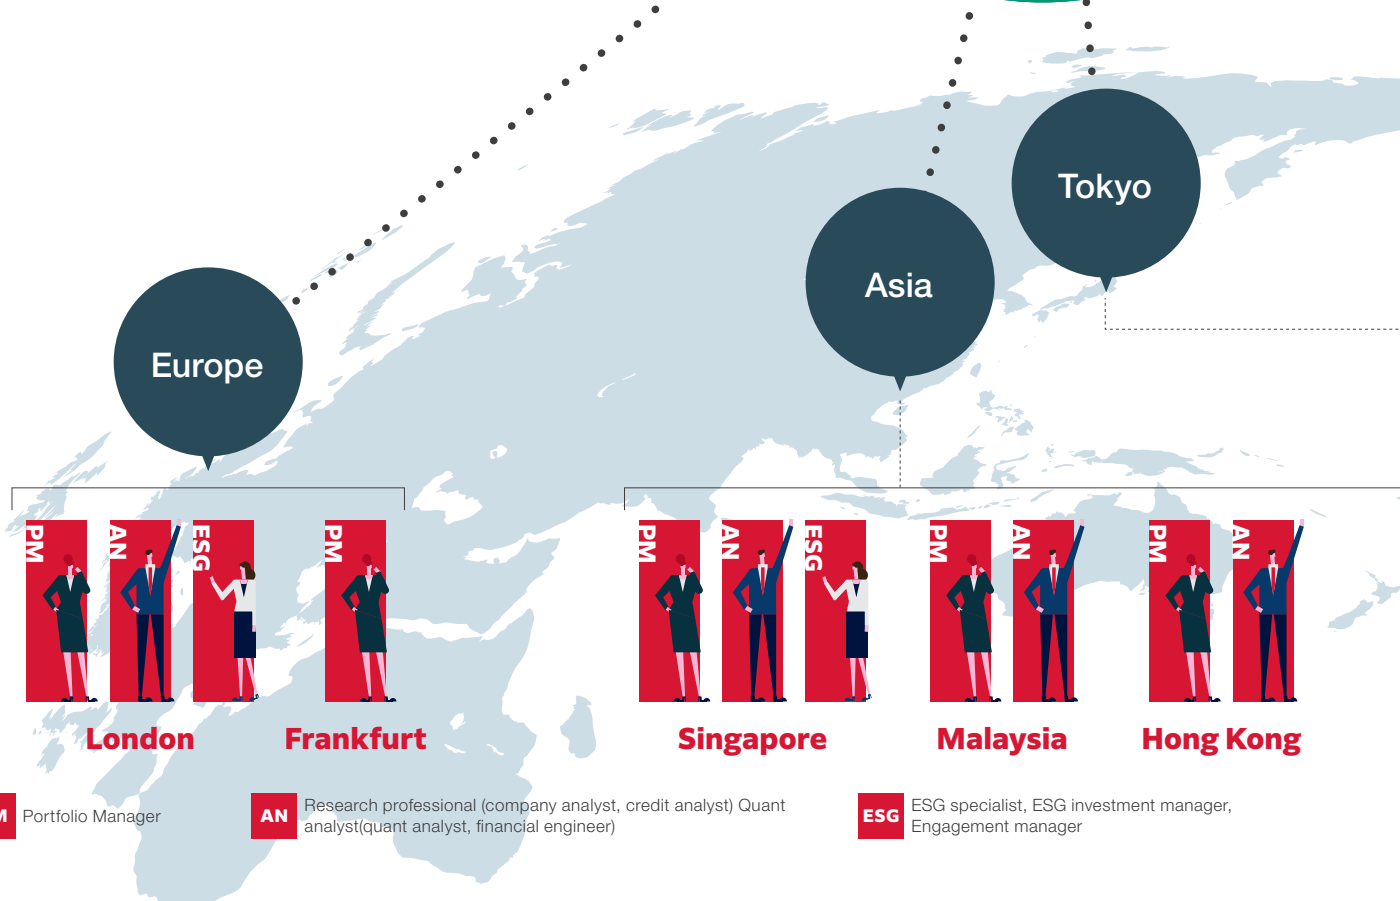 Tokyo
Asia
Europe
PM
AN
ESG
PM
PM
AN
ESG
PM
AN
PM
AN
London
Frankfurt
Singapore
Malaysia
Hong Kong
M
Portfolio Manager
AN
Research professional (company analyst, credit analyst) Quant
analyst(quant analyst, financial engineer)
ESG
ESG specialist, ESG investment manager,
Engagement manager